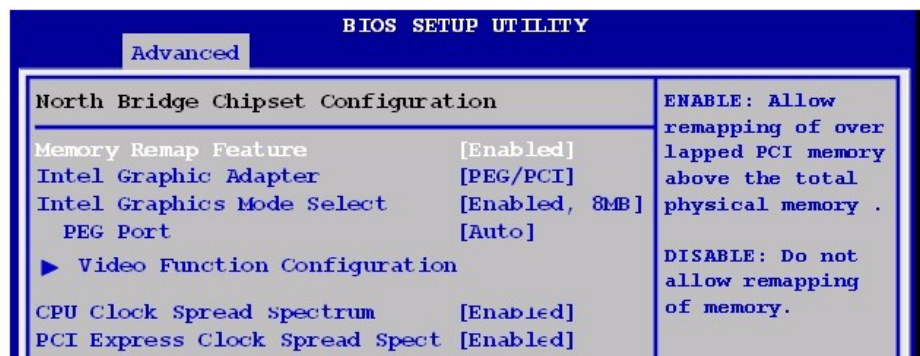 BIOS SETUP UTILITY
Advanced
North Bridge Chipset Configuration
Memory Remap Feature [Enabled]
Intel Graphic Adapter [PEG/PCI]
Intel Graphics Mode Select [Enabled, 8MB]
PEG Port [Auto]
▶ Video Function Configuration
CPU Clock Spread Spectrum [Enabled]
PCI Express Clock Spread Spect [Enabled]
ENABLE: Allow
remapping of over
lapped PCI memory
above the total
physical memory .
DISABLE: Do not
allow remapping
of memory.